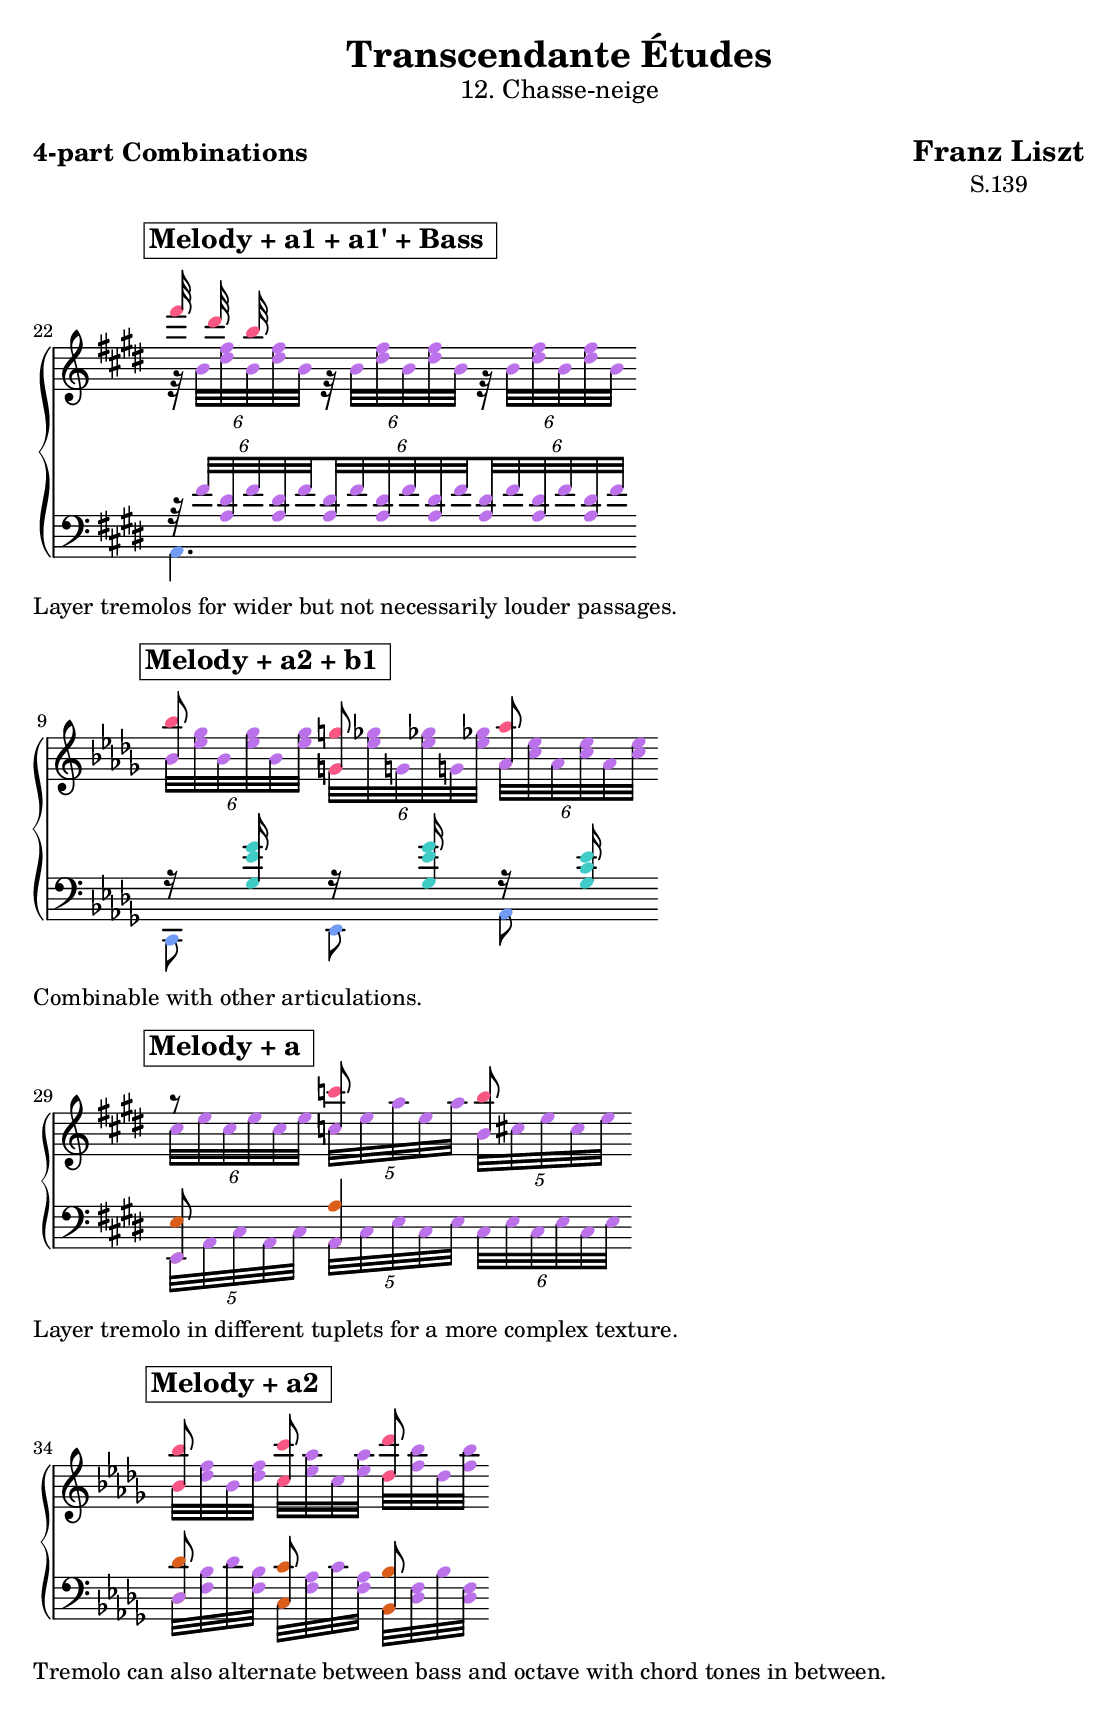 Transcendante Études
12. Chasse-neige
4-part Combinations
Franz Liszt
S.139
Melody + a1 + a1' + Bass
22
6 6 6
6 6 6
Layer tremolos for wider but not necessarily louder passages.
Melody + a2 + b1
9
6 6 6
Combinable with other articulations.
Melody + a
29
6 5 5
5 5 6
Layer tremolo in different tuplets for a more complex texture.
Melody + a2
34
Tremolo can also alternate between bass and octave with chord tones in between.